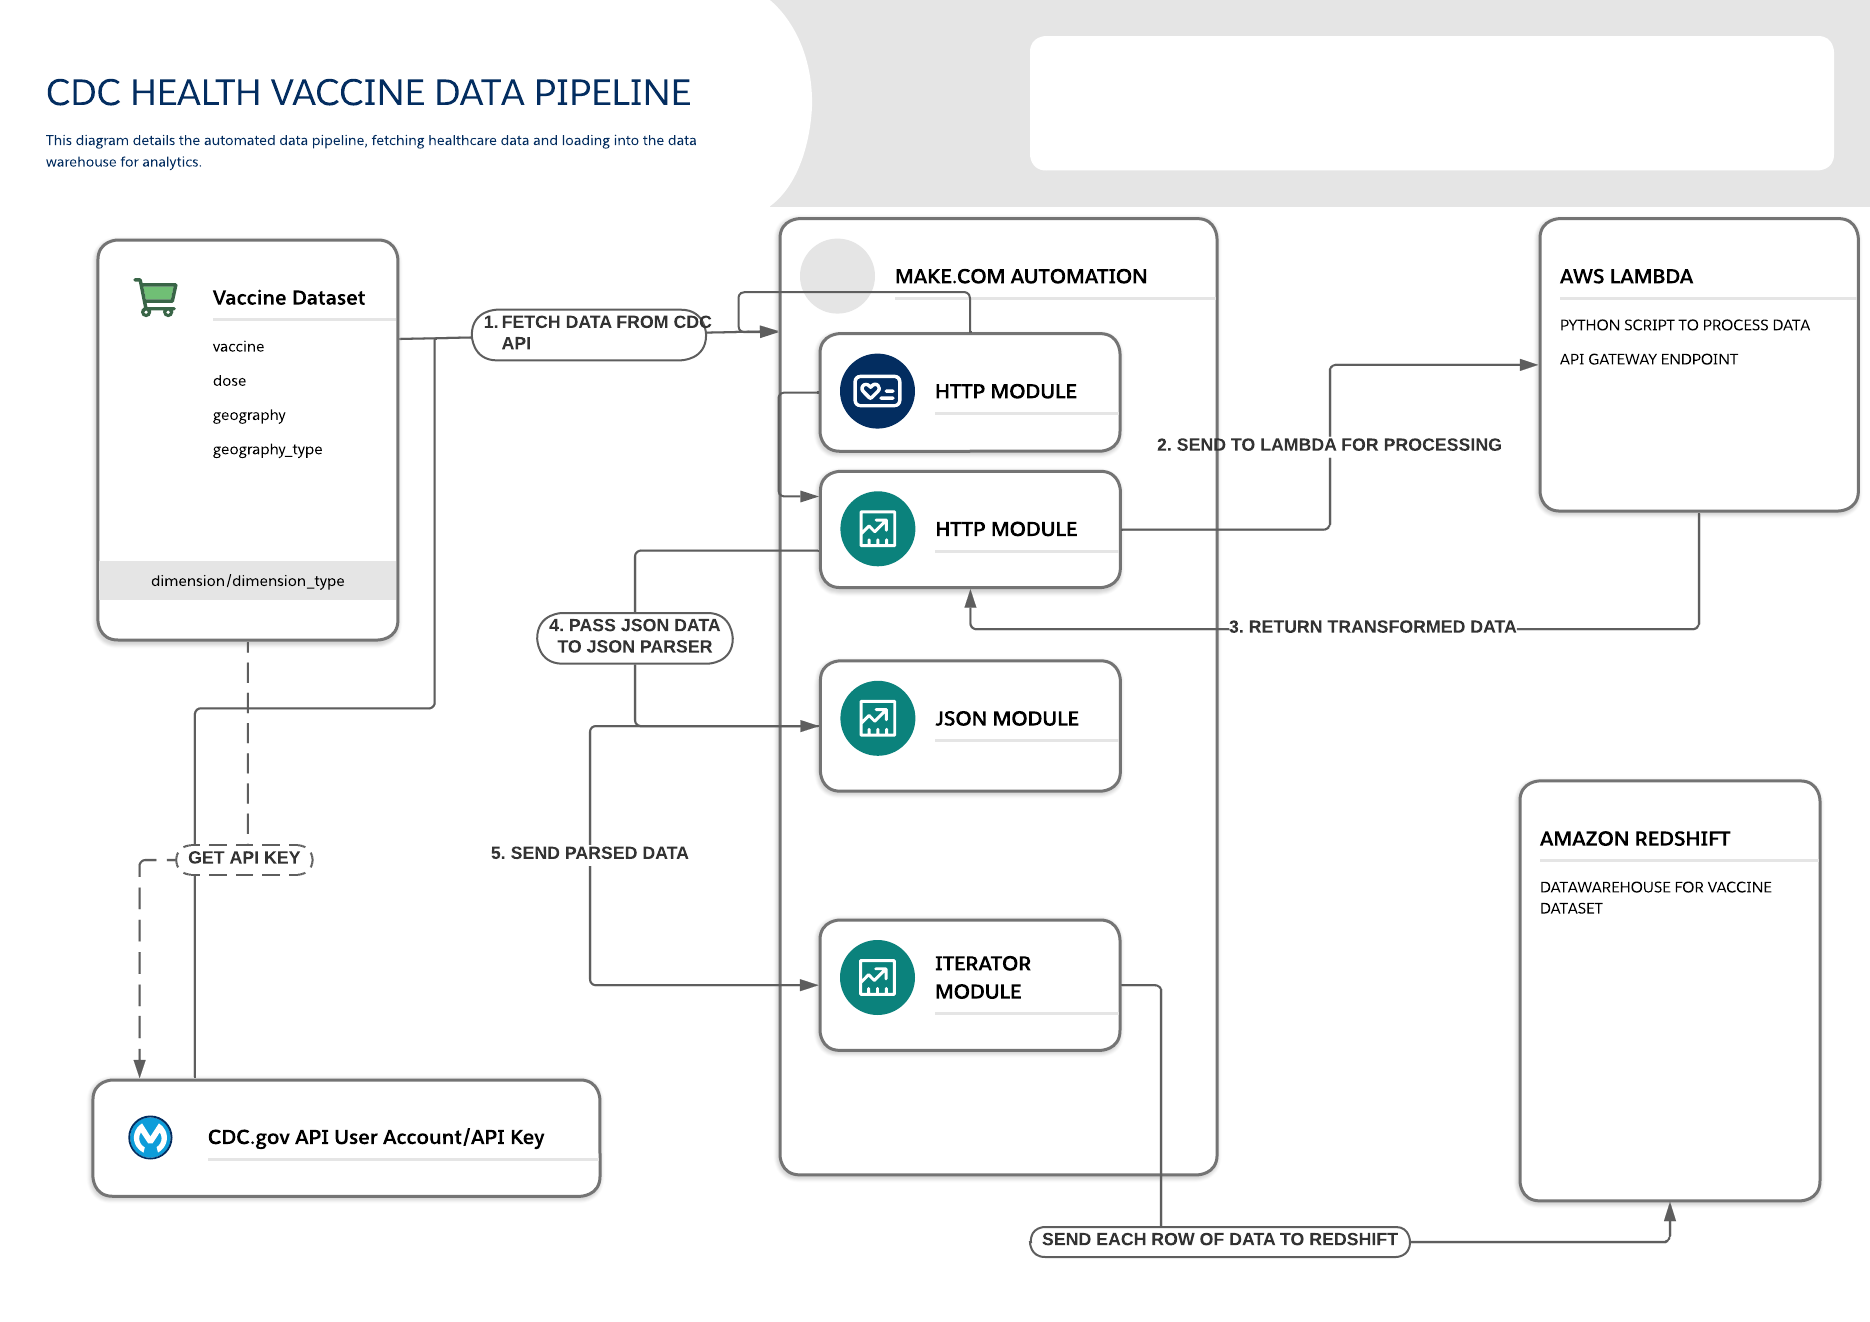 CDC HEALTH VACCINE DATA PIPELINE
This diagram details the automated data pipeline, fetching healthcare data and loading into the data
warehouse for analytics.
Vaccine Dataset
vaccine
dose
geography
geography_type
dimension/dimension_type
1. FETCH DATA FROM CDC
API
MAKE.COM AUTOMATION
HTTP MODULE
HTTP MODULE
AWS LAMBDA
PYTHON SCRIPT TO PROCESS DATA
API GATEWAY ENDPOINT
2. SEND TO LAMBDA FOR PROCESSING
3. RETURN TRANSFORMED DATA
4. PASS JSON DATA
TO JSON PARSER
JSON MODULE
5. SEND PARSED DATA
GET API KEY
ITERATOR
MODULE
AMAZON REDSHIFT
DATAWAREHOUSE FOR VACCINE
DATASET
CDC.gov API User Account/API Key
SEND EACH ROW OF DATA TO REDSHIFT